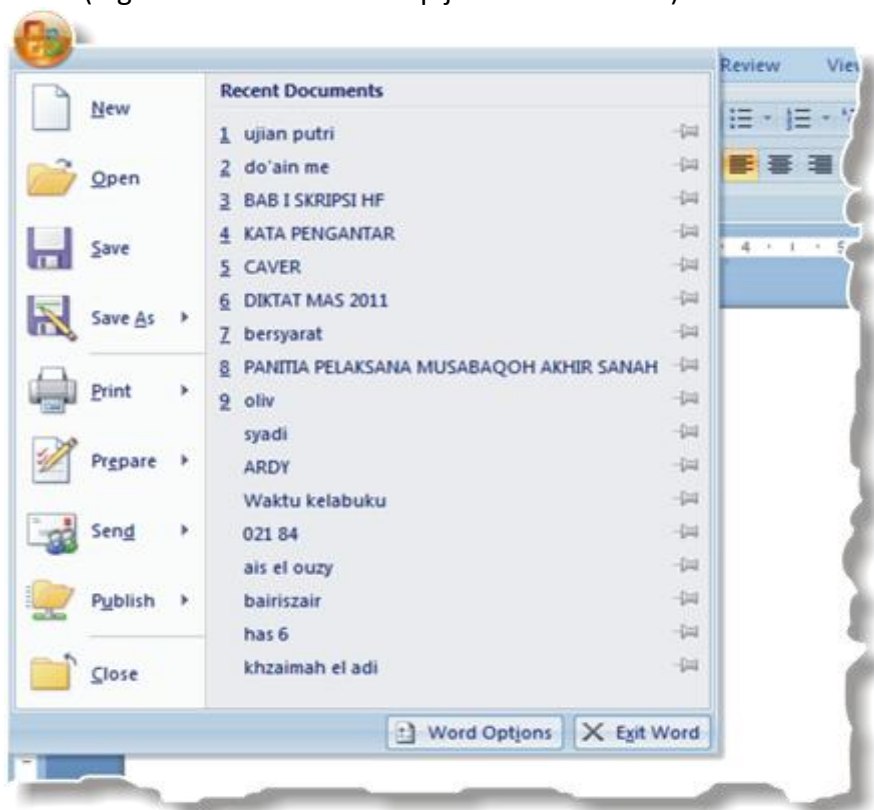 Review
New
Open
Save
Save As
Print
Prepare
Send
Publish
Close
Recent Documents
1 ujian putri
2 do'ain me
3 BAB I SKRIPSI HF
4 KATA PENGANTAR
5 CAVER
6 DIKTAT MAS 2011
7 bersyarat
8 PANITIA PELAKSANA MUSABAQOH AKHIR SANAH
9 oliv
syadi
ARDY
Waktu kelabuku
021 84
ais el ouzy
bairiszair
has 6
khzaimah el adi
4 1 5
Word Options
Exit Word